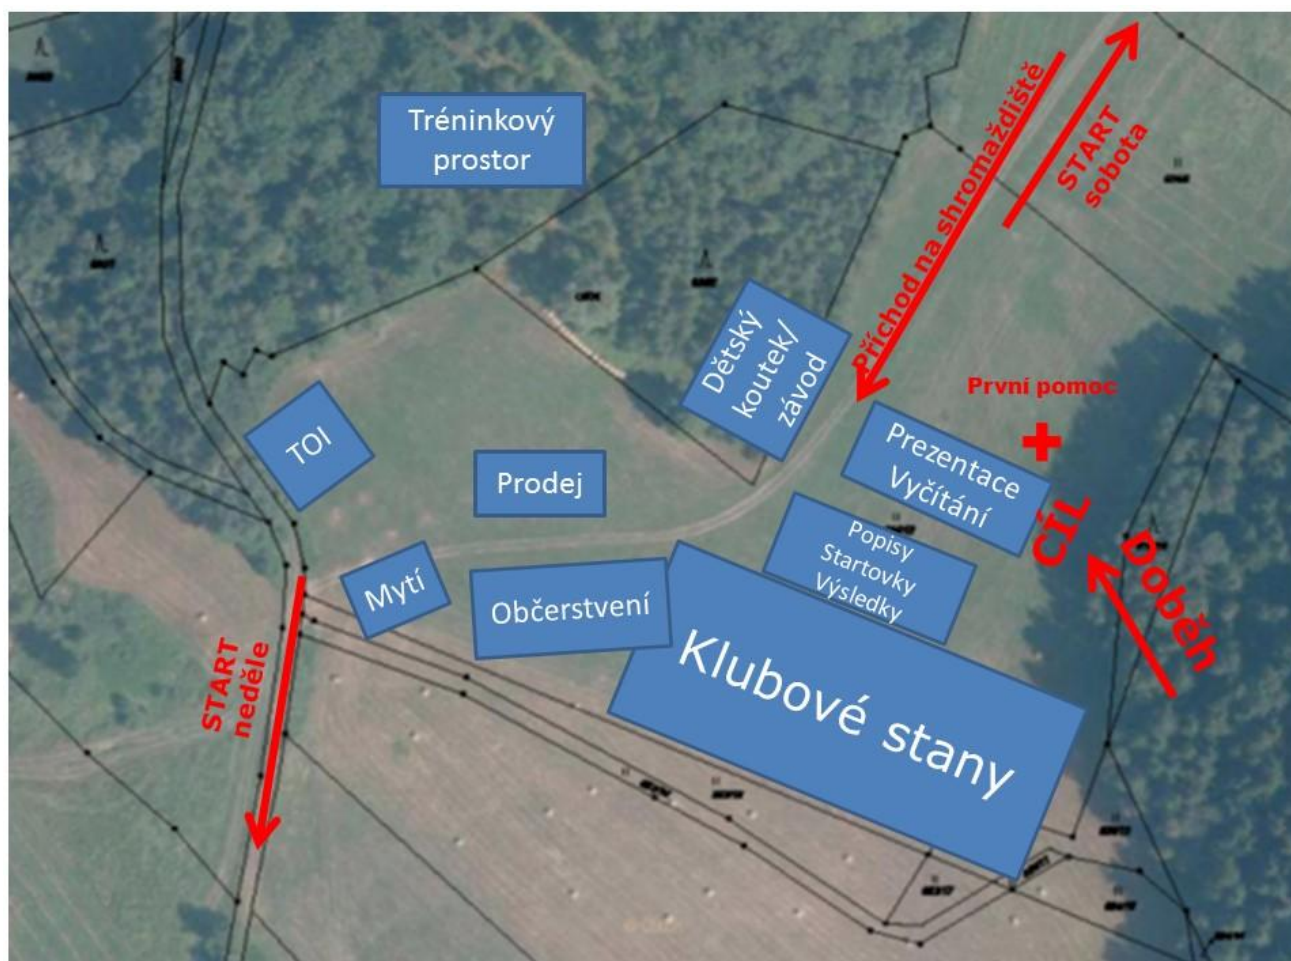 Tréninkový
prostor
Příchod na shromaždiště
START
sobota
Dětský
koutek/
závod
První pomoc
TOI
Prodej
Prezentace
Vyčítání
ČÍL
Doběh
Popisy
Startovky
Výsledky
Mytí
Občerstvení
Klubové stany
START
neděle